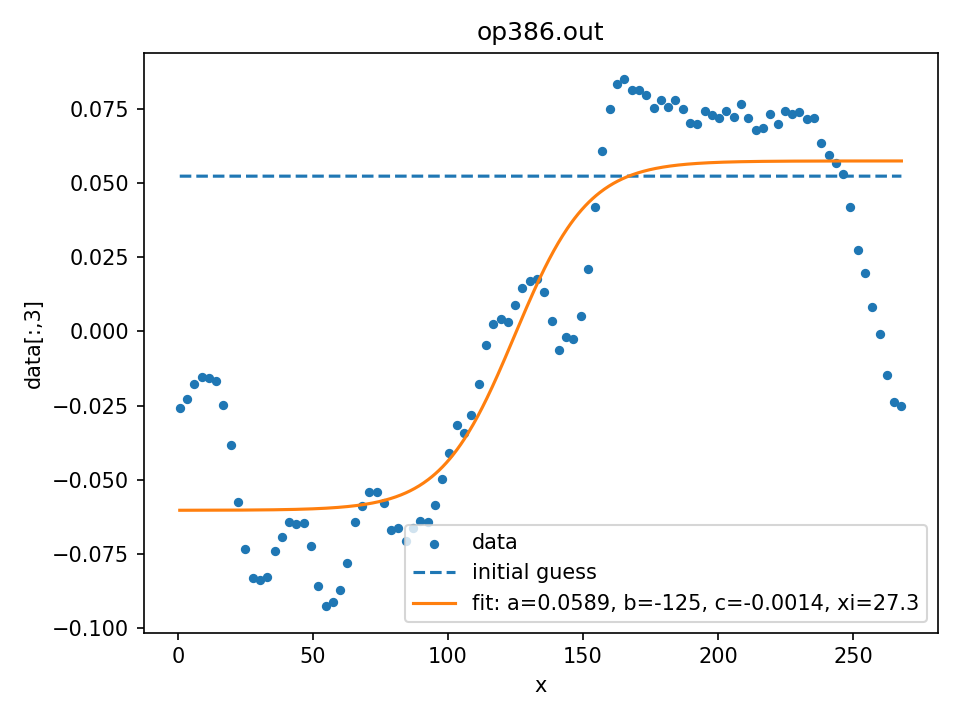 op386.out
data[:,3]
0.075
0.050
0.025
0.000
−0.025
−0.050
−0.075
−0.100
data
initial guess
fit: a=0.0589, b=-125, c=-0.0014, xi=27.3
0 50 100 150 200 250
x